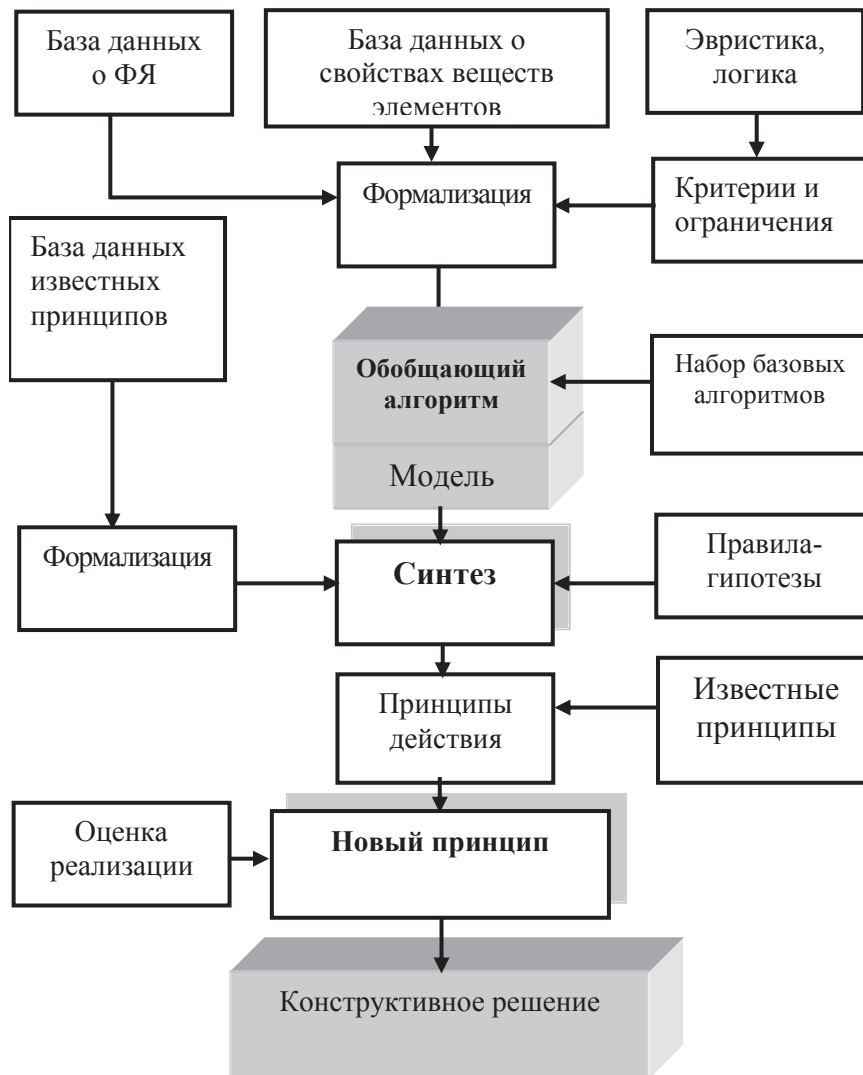 База данных
о ФЯ
База данных о
свойствах веществ
элементов
Эвристика,
логика
Формализация
Критерии и
ограничения
База данных
известных
принципов
Обобщающий
алгоритм
Набор базовых
алгоритмов
Модель
Формализация
Синтез
Правила-
гипотезы
Принципы
действия
Известные
принципы
Оценка
реализации
Новый принцип
Конструктивное решение